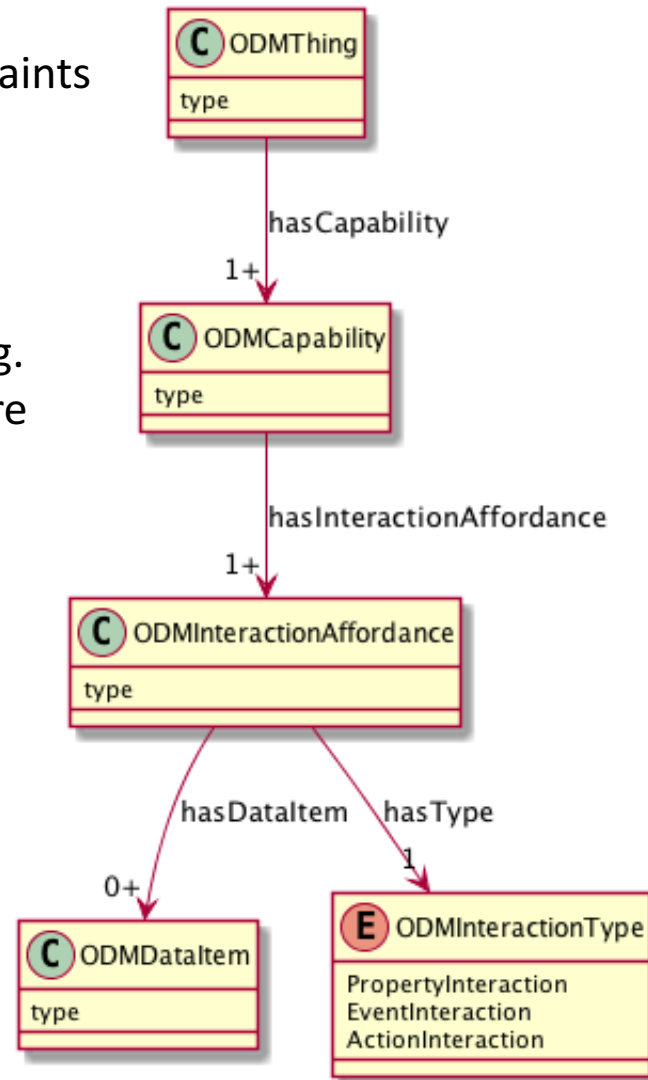 C ODMThing
aints
type
hasCapability
1+
g.
C ODMCapability
type
re
hasInteractionAffordance
1+
C ODMInteractionAffordance
type
hasDataItem
hasType
1
0+
C ODMDataItem
E ODMInteractionType
type
PropertyInteraction
EventInteraction
ActionInteraction